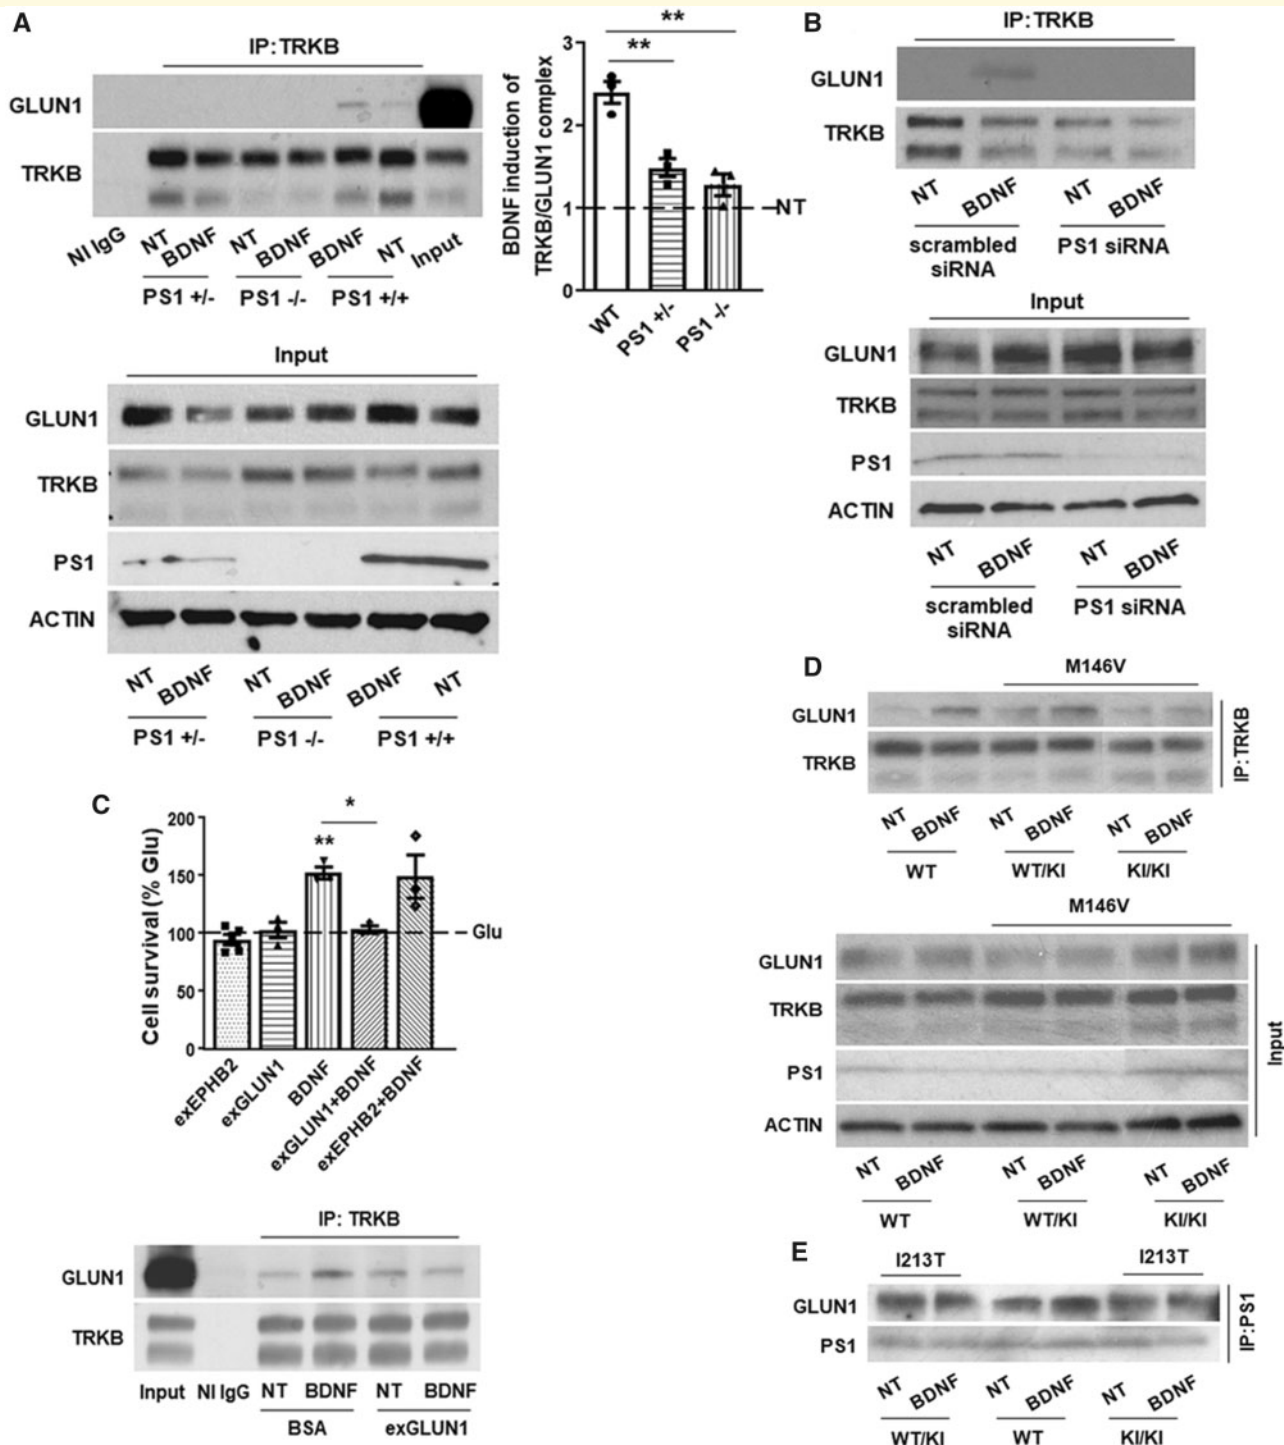 A
IP:TRKB
GLUN1
TRKB
NI IgG NT BDNF NT BDNF BDNF NT Input
PS1 +/- PS1 -/- PS1 +/+
BDNF induction of
TRKB/GLUN1 complex
**
**
3
2
1
0
NT
WT PS1 +/- PS1 -/-
Input
GLUN1
TRKB
PS1
ACTIN
NT BDNF NT BDNF BDNF NT
PS1 +/- PS1 -/- PS1 +/+
B
IP:TRKB
GLUN1
TRKB
NT BDNF NT BDNF
scrambled siRNA PS1 siRNA
Input
GLUN1
TRKB
PS1
ACTIN
NT BDNF NT BDNF
scrambled siRNA PS1 siRNA
C
Cell survival (% Glu)
*
**
200
150
100
50
0
Glu
exEPHB2 exGLUN1 BDNF exGLUN1+BDNF exEPHB2+BDNF
IP: TRKB
GLUN1
TRKB
Input NI IgG NT BDNF NT BDNF
BSA exGLUN1
D
M146V
GLUN1
TRKB
IP:TRKB
NT BDNF NT BDNF NT BDNF
WT WT/KI KI/KI
M146V
GLUN1
TRKB
PS1
ACTIN
Input
NT BDNF NT BDNF NT BDNF
WT WT/KI KI/KI
E
I213T I213T
GLUN1
PS1
IP:PS1
NT BDNF NT BDNF NT BDNF
WT/KI WT KI/KI